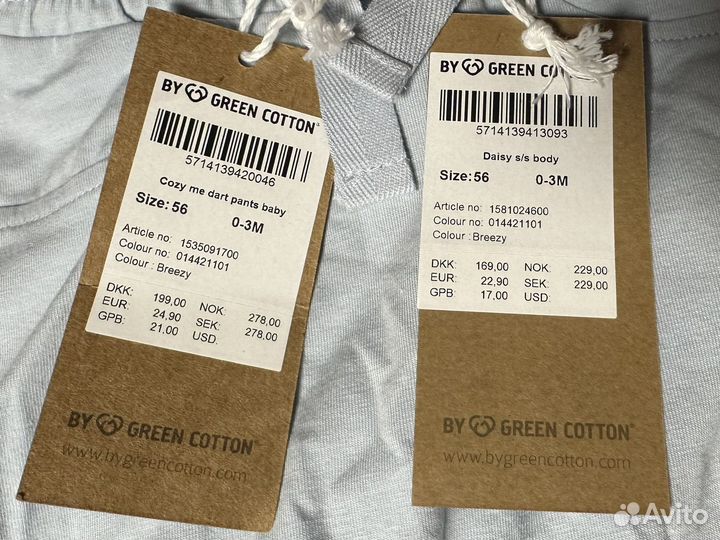 BY GREEN COTTON®
5714139420046
Cozy me dart pants baby
Size: 56 0-3M
Article no: 1535091700
Colour no: 014421101
Colour : Breezy
DKK: 199,00 NOK: 278,00
EUR: 24,90 SEK: 278,00
GPB: 21,00 USD:
BY GREEN COTTON®
www.bygreencotton.com
BY GREEN COT
5714139413093
Daisy s/s body
Size: 56 0-3M
Article no: 1581024600
Colour no: 014421101
Colour : Breezy
DKK: 169,00 NOK: 229,00
EUR: 22,90 SEK: 229,00
GPB: 17,00 USD:
BY GREEN COTTON®
www.bygreencotton.com
Avito